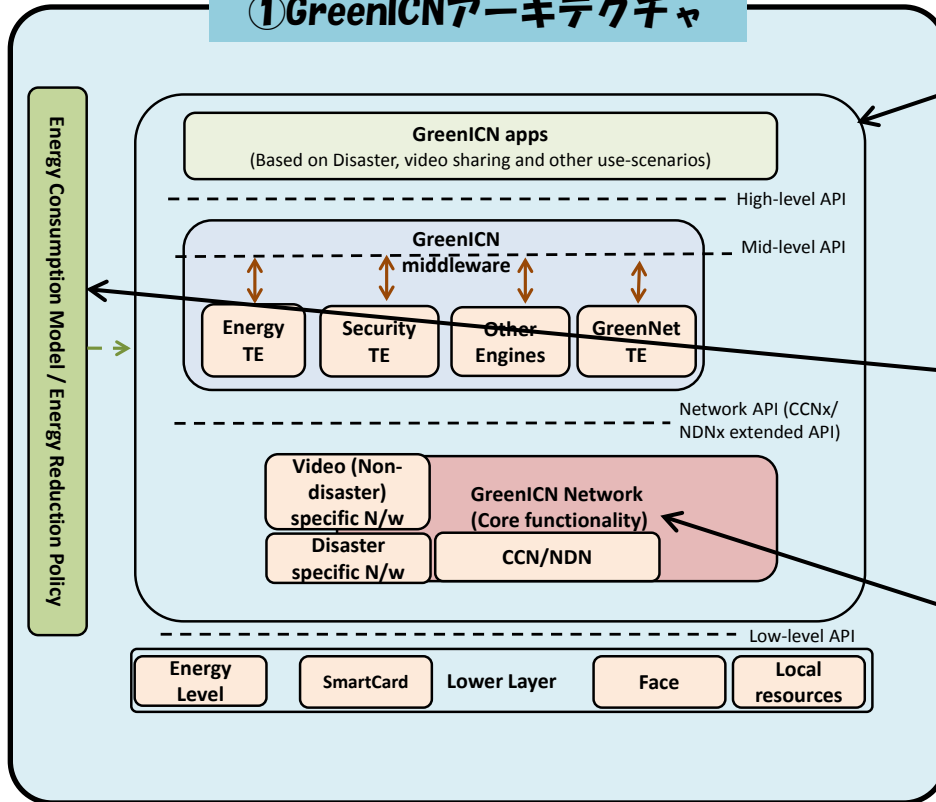 ①GreenICNアーキテクチャ
Energy Consumption Model / Energy Reduction Policy
GreenICN apps
(Based on Disaster, video sharing and other use-scenarios)
High-level API
GreenICN
middleware
Mid-level API
Energy
TE
Security
TE
Other
Engines
GreenNet
TE
Network API (CCNx/
NDNx extended API)
Video (Non-
disaster)
specific N/w
GreenICN Network
(Core functionality)
Disaster
specific N/w
CCN/NDN
Low-level API
Energy
Level
SmartCard
Lower Layer
Face
Local
resources